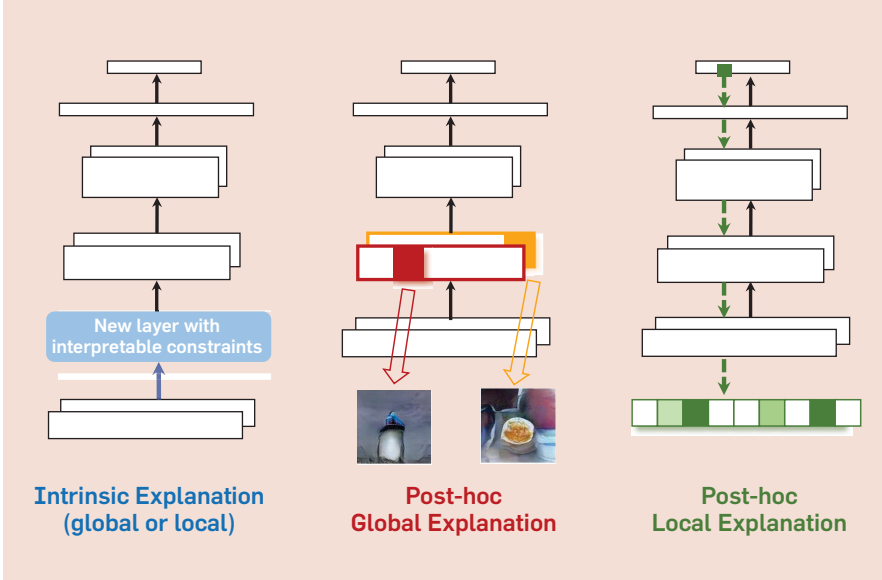 New layer with
interpretable constraints
Intrinsic Explanation
(global or local)
Post-hoc
Global Explanation
Post-hoc
Local Explanation